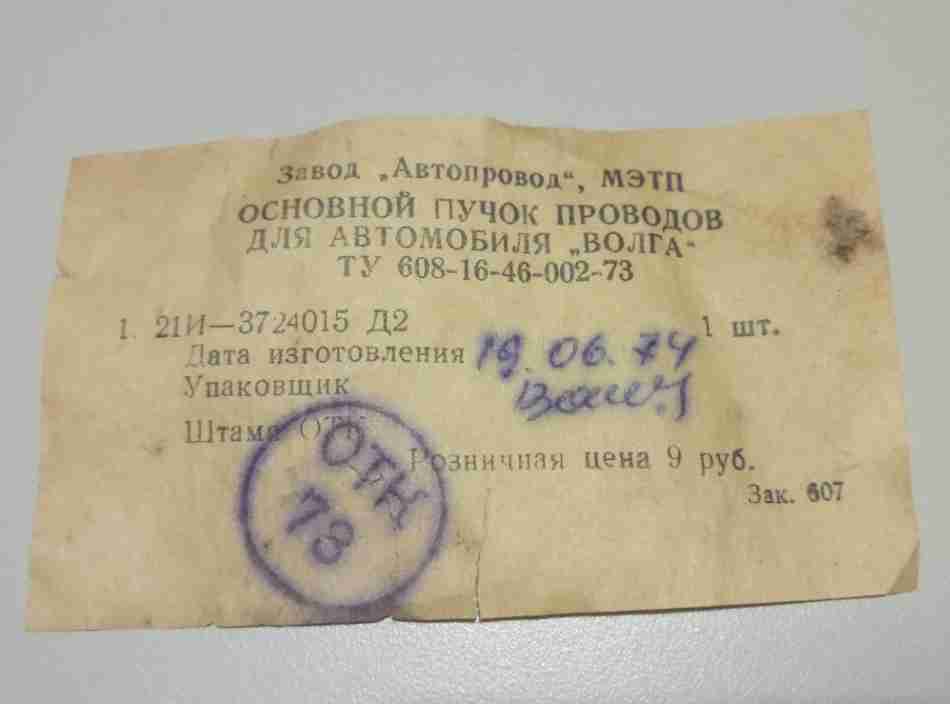 Завод „Автопровод“, МЭТП
ОСНОВНОЙ ПУЧОК ПРОВОДОВ
ДЛЯ АВТОМОБИЛЯ „ВОЛГА“
ТУ 608-16-46-002-73
1. 21И—3724015 Д2 1 шт.
Дата изготовления 19.06.74
Упаковщик
Штамп ОТК
Розничная цена 9 руб.
Зак. 607
ОТК
78